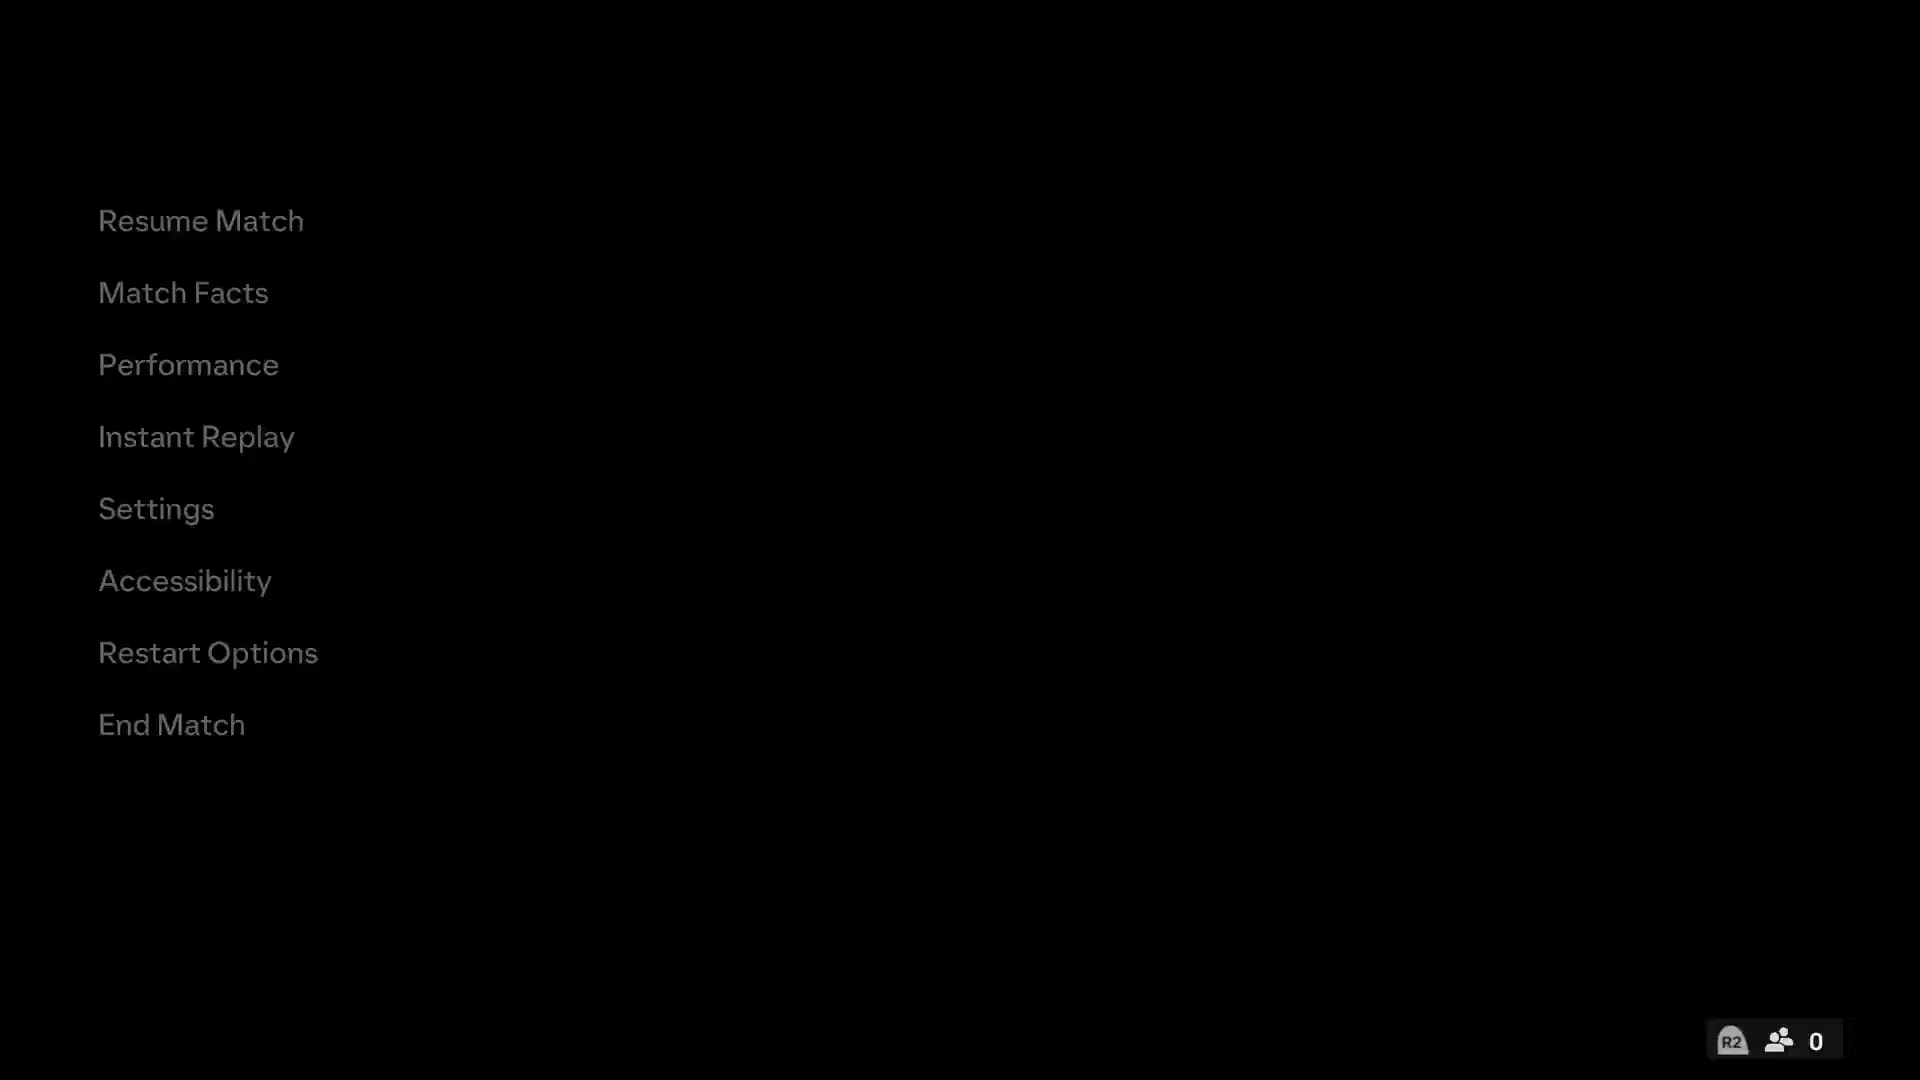 Resume Match
Match Facts
Performance
Instant Replay
Settings
Accessibility
Restart Options
End Match
R2 0